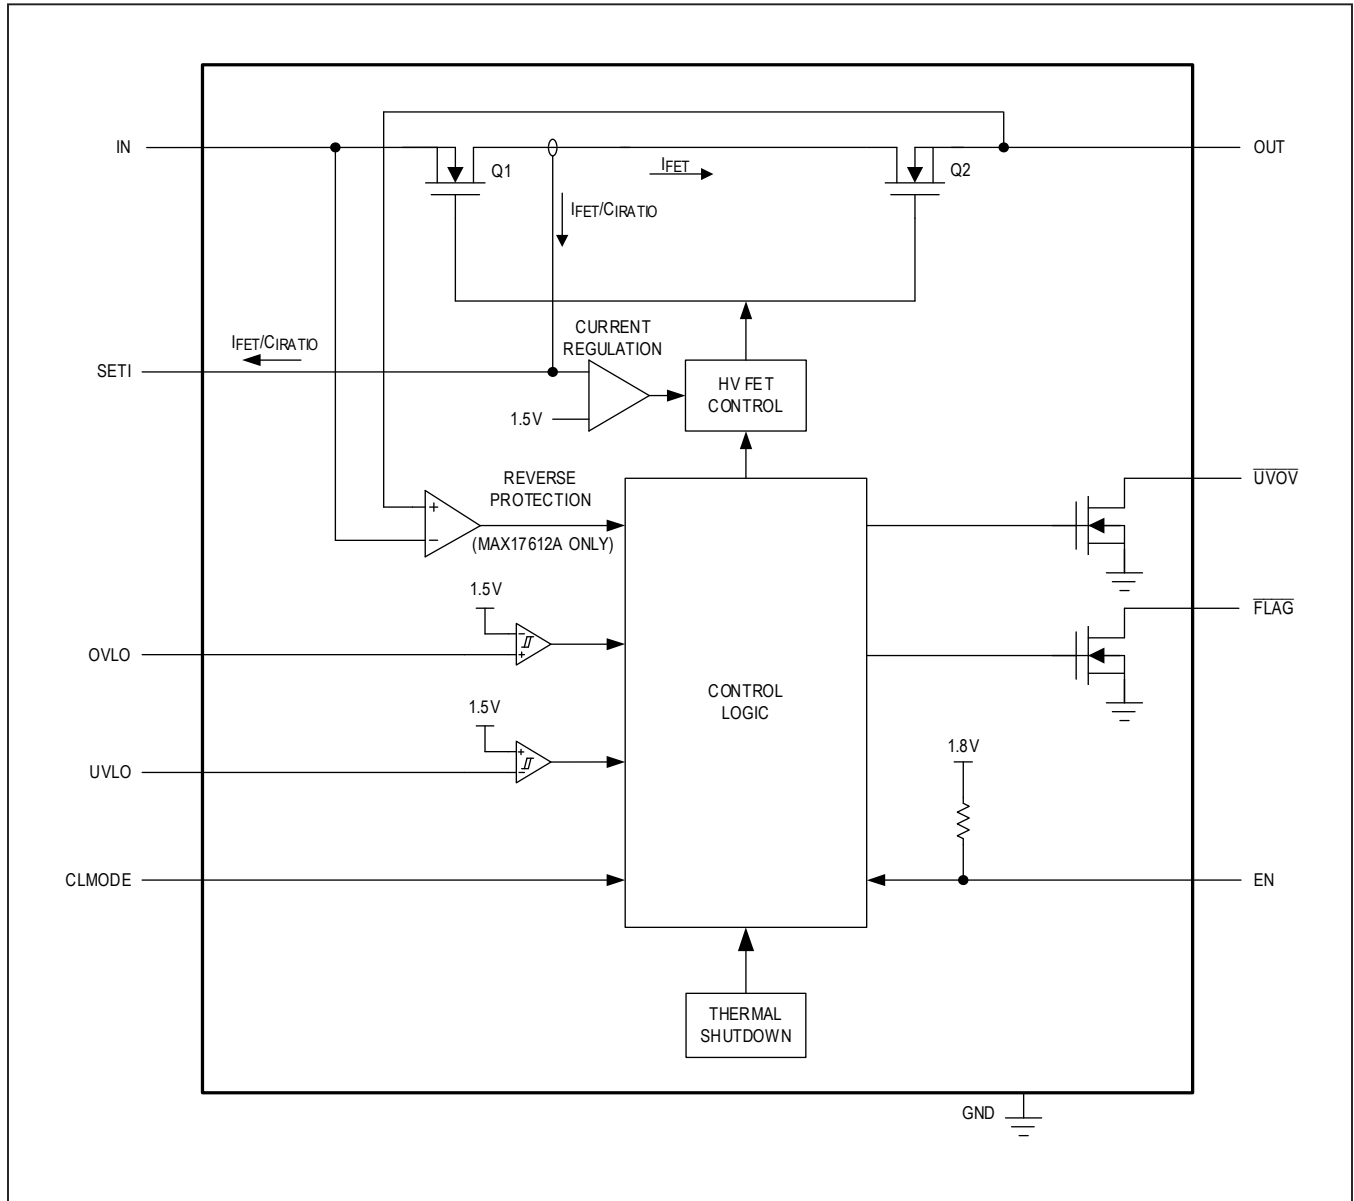 IN
OUT
Q1
Q2
IFET
IFET/CIRATIO
IFET/CIRATIO
SETI
CURRENT
REGULATION
1.5V
HV FET
CONTROL
+
−
REVERSE
PROTECTION
(MAX17612A ONLY)
UVOV
FLAG
1.5V
−
+
OVLO
1.5V
+
−
UVLO
CONTROL
LOGIC
1.8V
CLMODE
EN
THERMAL
SHUTDOWN
GND